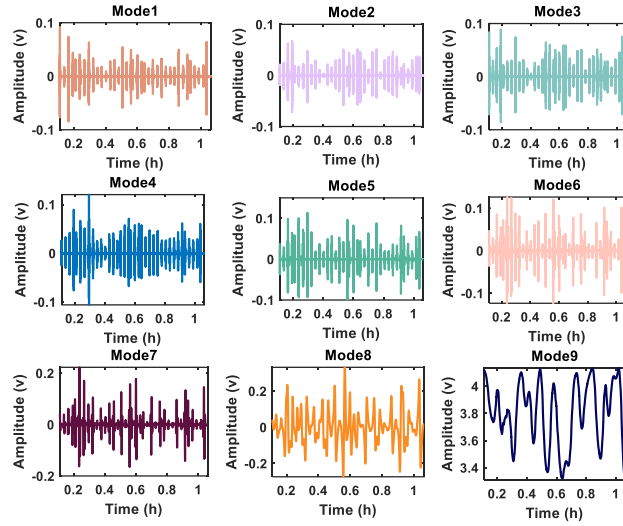 Mode1
Amplitude (v)
0.1
0
-0.1
0.2 0.4 0.6 0.8 1
Time (h)
Mode2
Amplitude (v)
0.1
0
-0.1
0.2 0.4 0.6 0.8 1
Time (h)
Mode3
Amplitude (v)
0.1
0
-0.1
0.2 0.4 0.6 0.8 1
Time (h)
Mode4
Amplitude (v)
0.1
0
-0.1
0.2 0.4 0.6 0.8 1
Time (h)
Mode5
Amplitude (v)
0.1
0
-0.1
0.2 0.4 0.6 0.8 1
Time (h)
Mode6
Amplitude (v)
0.1
0
-0.1
0.2 0.4 0.6 0.8 1
Time (h)
Mode7
Amplitude (v)
0.2
0
-0.2
0.2 0.4 0.6 0.8 1
Time (h)
Mode8
Amplitude (v)
0.2
0
-0.2
0.2 0.4 0.6 0.8 1
Time (h)
Mode9
Amplitude (v)
4
3.8
3.6
3.4
0.2 0.4 0.6 0.8 1
Time (h)